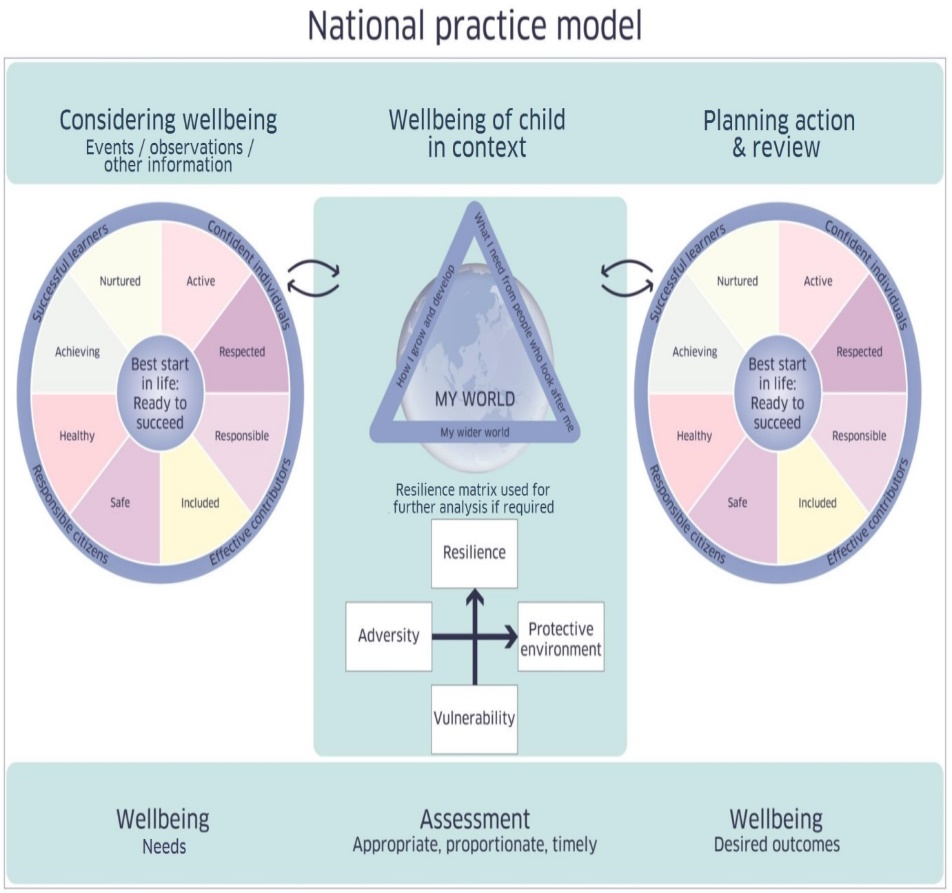 National practice model
Considering wellbeing
Events / observations /
other information
Wellbeing of child
in context
Planning action
& review
Successful learners
Confident individuals
Nurtured
Active
Achieving
Respected
Best start
in life:
Ready to
succeed
Healthy
Responsible
Safe
Included
Responsible citizens
Effective contributors
How I grow and develop
What I need from people who look after me
MY WORLD
My wider world
Resilience matrix used for
further analysis if required
Resilience
Adversity
Protective
environment
Vulnerability
Successful learners
Confident individuals
Nurtured
Active
Achieving
Respected
Best start
in life:
Ready to
succeed
Healthy
Responsible
Safe
Included
Responsible citizens
Effective contributors
Wellbeing
Needs
Assessment
Appropriate, proportionate, timely
Wellbeing
Desired outcomes